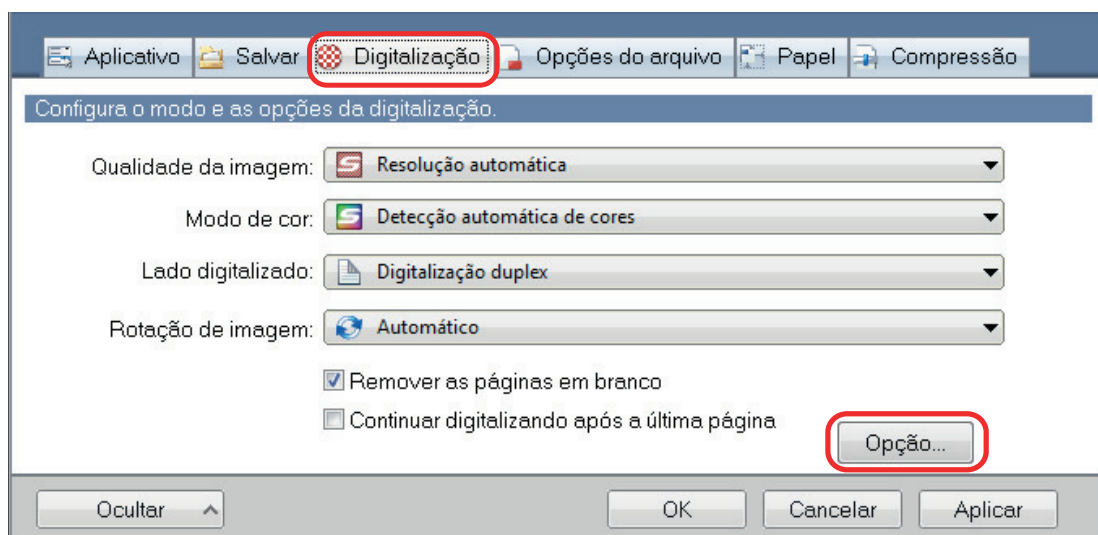 Aplicativo Salvar Digitalização Opções do arquivo Papel Compressão
Configura o modo e as opções da digitalização.
Qualidade da imagem: Resolução automática
Modo de cor: Detecção automática de cores
Lado digitalizado: Digitalização duplex
Rotação de imagem: Automático
Remover as páginas em branco
Continuar digitalizando após a última página
Opção...
Ocultar OK Cancelar Aplicar